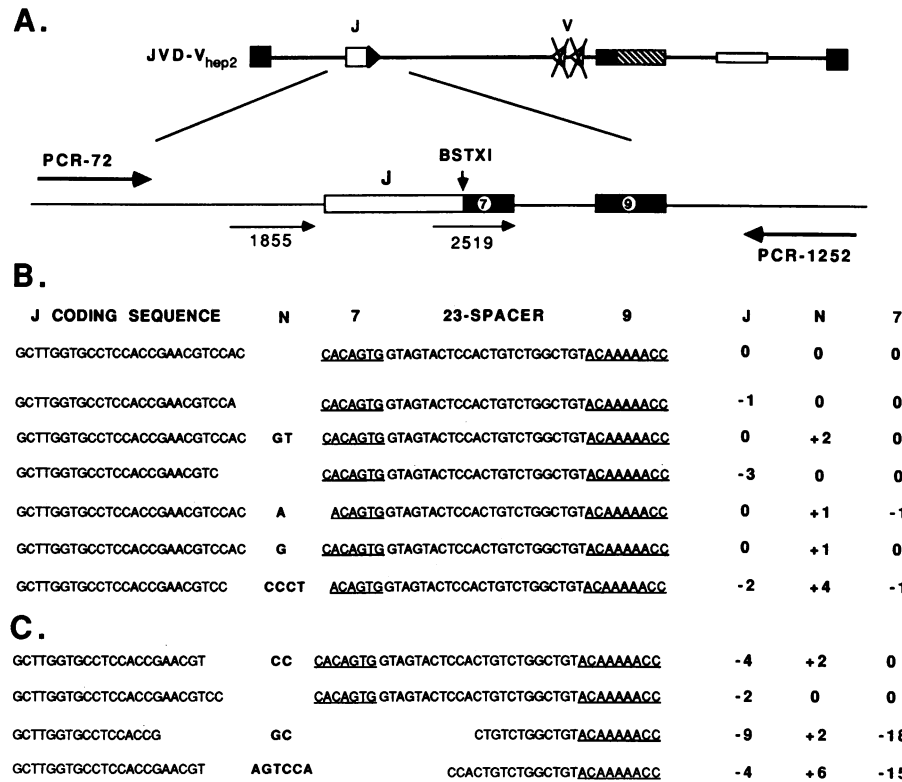 A.
J V
JVD-Vhep2
PCR-72 BSTXI
J
7 9
1855 2519
PCR-1252
B.
J CODING SEQUENCE N 7 23-SPACER 9 J N 7
GCTTGGTGCCTCCACCGAACGTCCAC CACAGTG GTAGTACTCCACTGTCTGGCTGTACAAAAACC 0 0 0
GCTTGGTGCCTCCACCGAACGTCCA CACAGTG GTAGTACTCCACTGTCTGGCTGTACAAAAACC -1 0 0
GCTTGGTGCCTCCACCGAACGTCCAC GT CACAGTG GTAGTACTCCACTGTCTGGCTGTACAAAAACC 0 +2 0
GCTTGGTGCCTCCACCGAACGTC CACAGTG GTAGTACTCCACTGTCTGGCTGTACAAAAACC -3 0 0
GCTTGGTGCCTCCACCGAACGTCCAC A ACAGTG GTAGTACTCCACTGTCTGGCTGTACAAAAACC 0 +1 -1
GCTTGGTGCCTCCACCGAACGTCCAC G CACAGTG GTAGTACTCCACTGTCTGGCTGTACAAAAACC 0 +1 0
GCTTGGTGCCTCCACCGAACGTCC CCCT ACAGTG GTAGTACTCCACTGTCTGGCTGTACAAAAACC -2 +4 -1
C.
GCTTGGTGCCTCCACCGAACGT CC CACAGTG GTAGTACTCCACTGTCTGGCTGTACAAAAACC -4 +2 0
GCTTGGTGCCTCCACCGAACGTCC CACAGTG GTAGTACTCCACTGTCTGGCTGTACAAAAACC -2 0 0
GCTTGGTGCCTCCACCG GC CTGTCTGGCTGTACAAAAACC -9 +2 -18
GCTTGGTGCCTCCACCGAACGT AGTCCA CCACTGTCTGGCTGTACAAAAACC -4 +6 -15